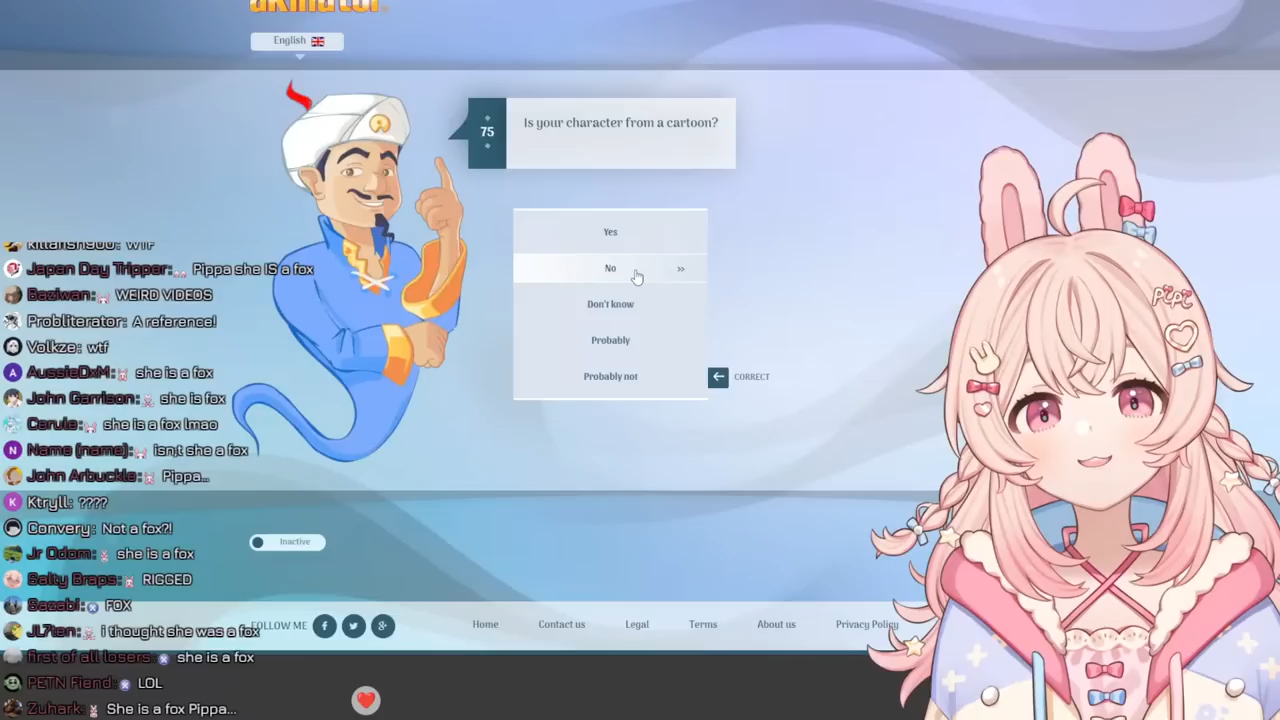 akinator
English
75
Is your character from a cartoon?
Yes
No
Don't know
Probably
Probably not
CORRECT
killansh900: WTF
Japan Day Tripper: Pippa she IS a fox
Baziwan: WEIRD VIDEOS
Probliterator: A reference!
Volkze: wtf
AussieDxM: she is a fox
John Garrison: she is fox
Cerule: she is a fox lmao
Name (name): isn,t she a fox
John Arbuckle: Pippa...
Ktryll: ????
Convery: Not a fox?!
Jr Odom: she is a fox
Salty Braps: RIGGED
Sazabi: FOX
JL7ten: i thought she was a fox
first of all losers: she is a fox
PETN Fiend: LOL
Zuhark: She is a fox Pippa...
Inactive
FOLLOW ME
Home
Contact us
Legal
Terms
About us
Privacy Policy
PiPi